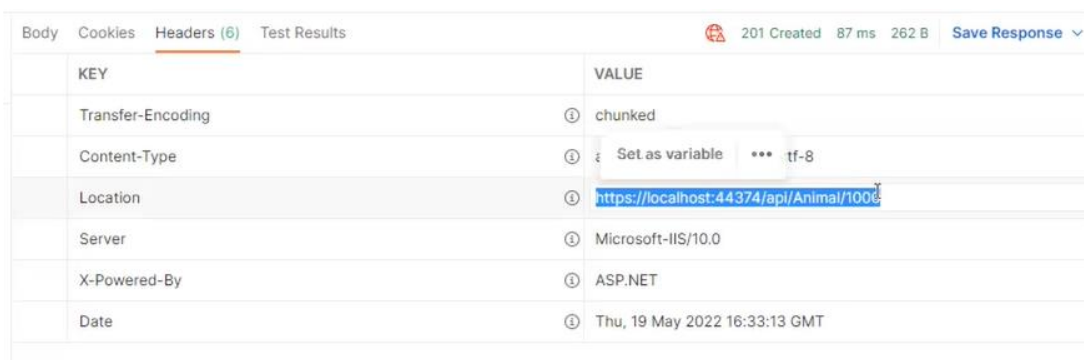 Body Cookies Headers (6) Test Results 201 Created 87 ms 262 B Save Response
KEY VALUE
Transfer-Encoding chunked
Set as variable •••
Content-Type tf-8
Location https://localhost:44374/api/Animal/1000
Server Microsoft-IIS/10.0
X-Powered-By ASP.NET
Date Thu, 19 May 2022 16:33:13 GMT